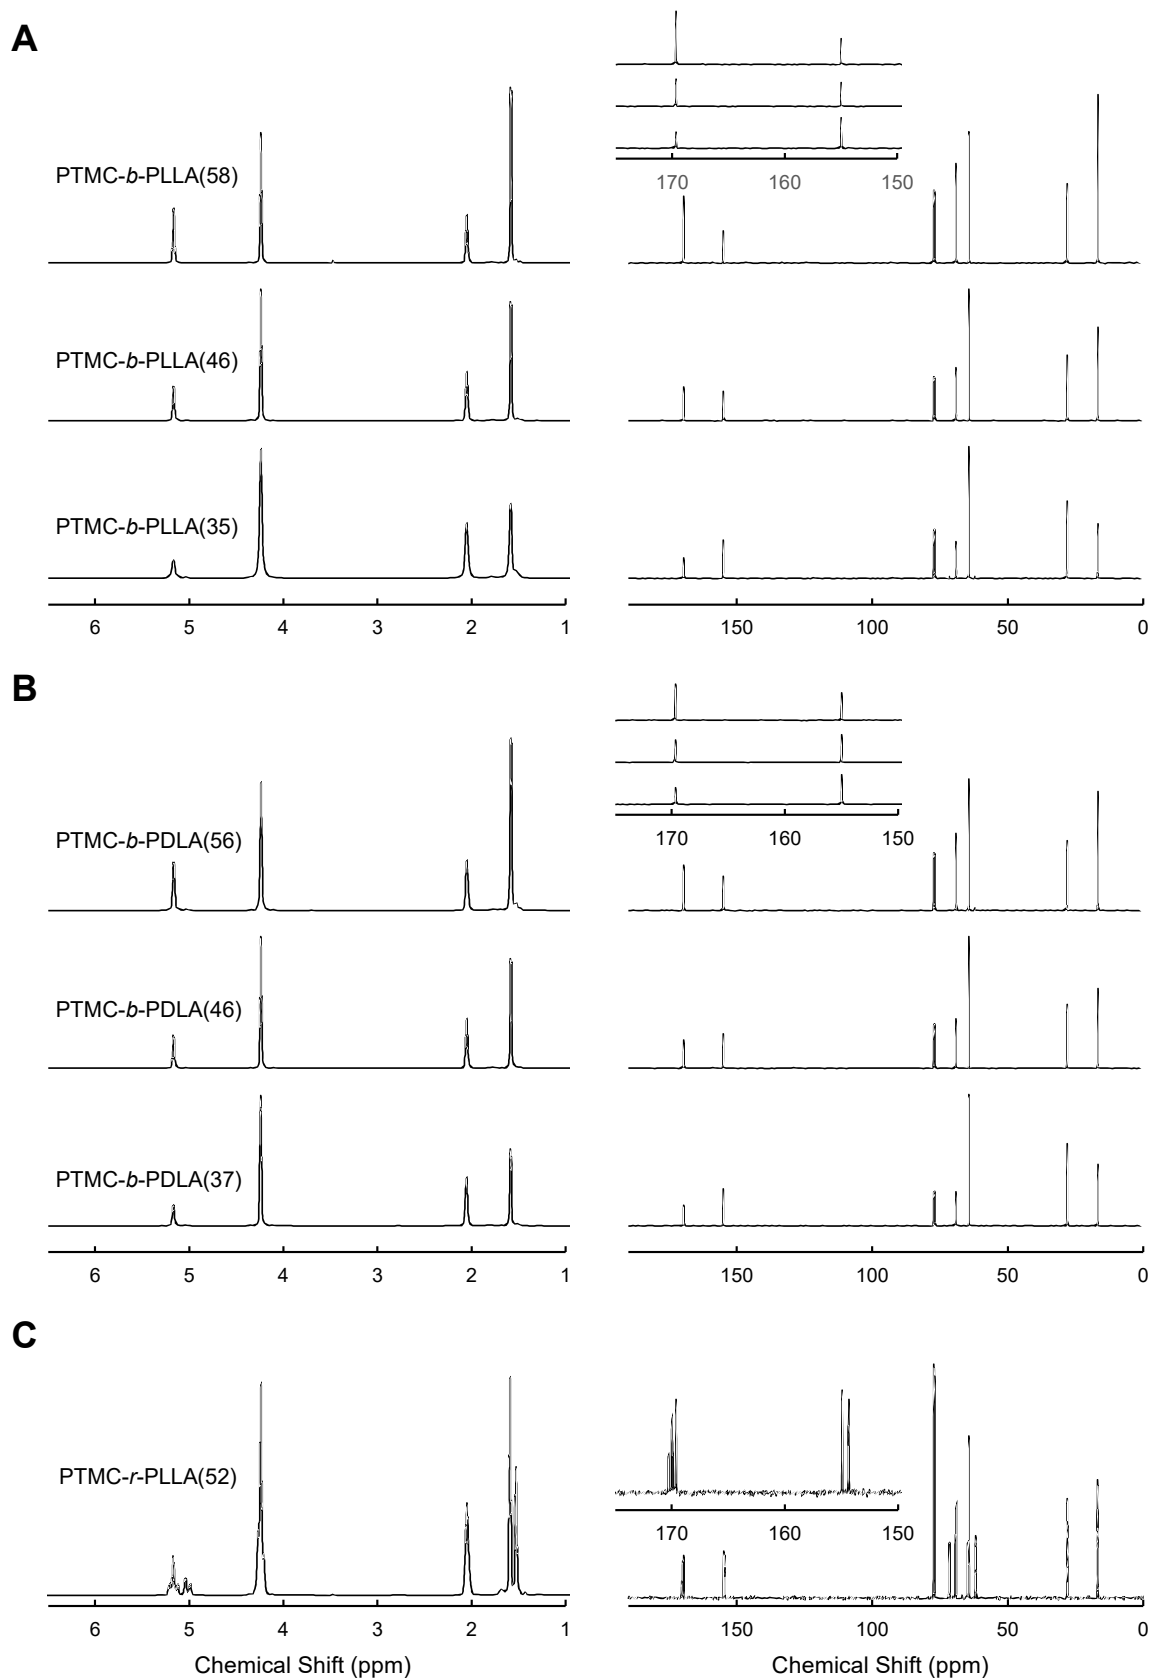 A
170 160 150
PTMC-b-PLLA(58)
PTMC-b-PLLA(46)
PTMC-b-PLLA(35)
6 5 4 3 2 1
150 100 50 0
B
170 160 150
PTMC-b-PDLA(56)
PTMC-b-PDLA(46)
PTMC-b-PDLA(37)
6 5 4 3 2 1
150 100 50 0
C
PTMC-r-PLLA(52)
170 160 150
6 5 4 3 2 1
150 100 50 0
Chemical Shift (ppm)
Chemical Shift (ppm)